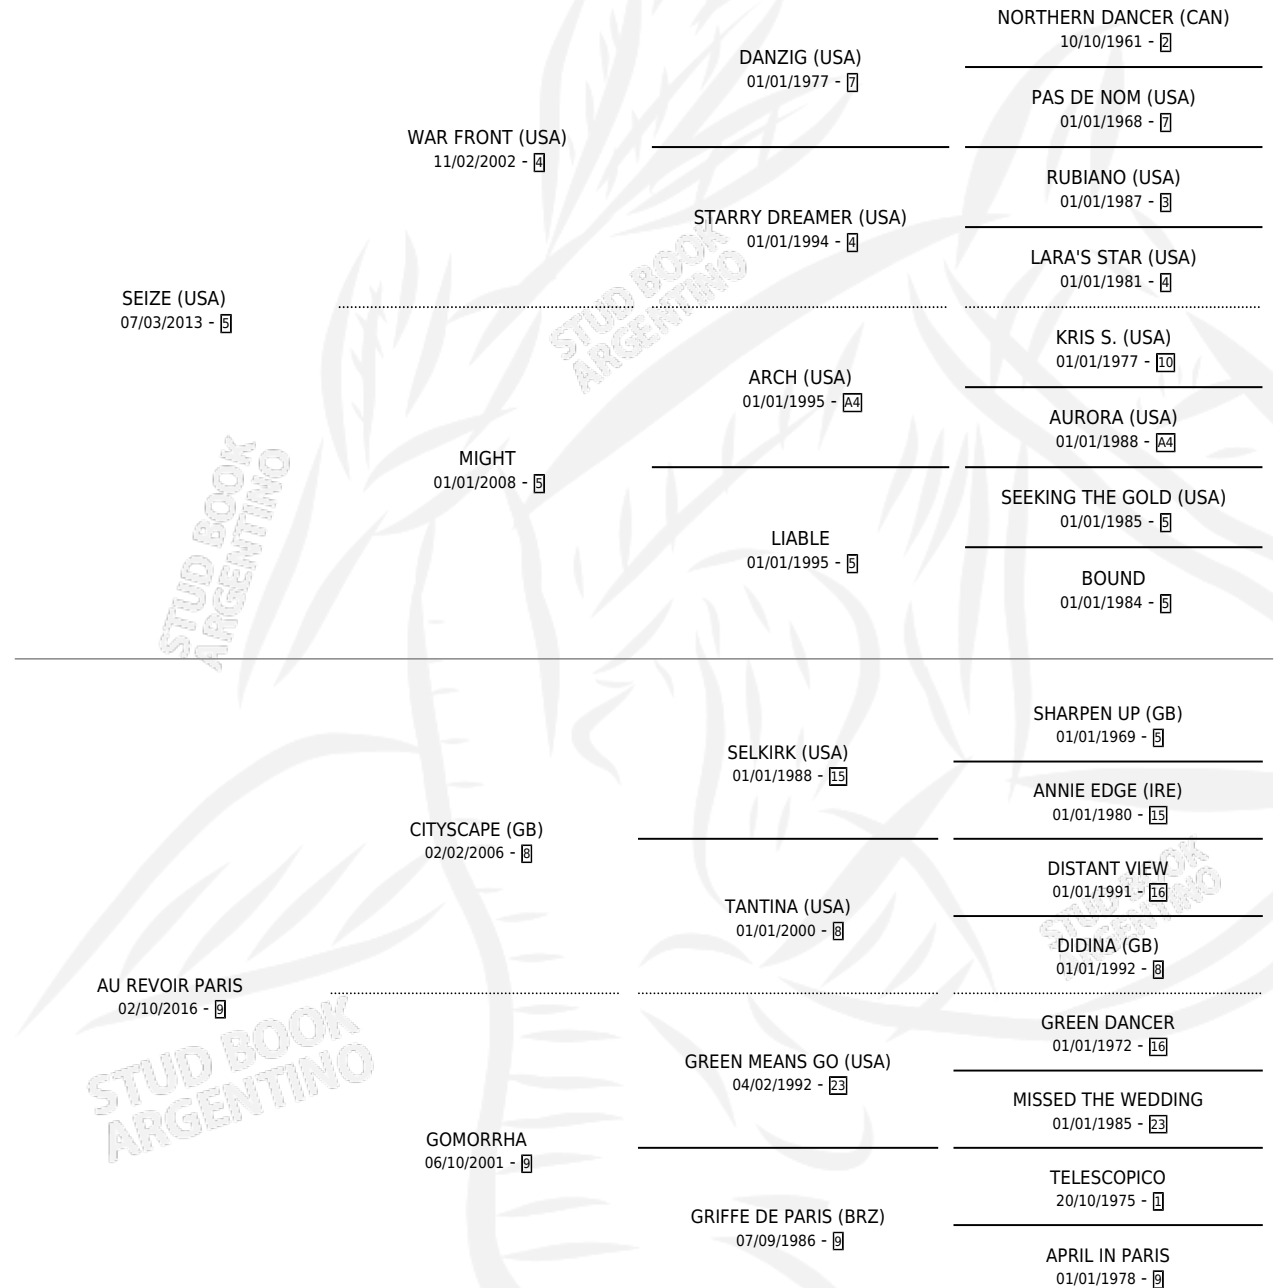 NORTHERN DANCER (CAN)
10/10/1961 - 2
DANZIG (USA)
01/01/1977 - 7
PAS DE NOM (USA)
01/01/1968 - 7
WAR FRONT (USA)
11/02/2002 - 4
RUBIANO (USA)
01/01/1987 - 3
STARRY DREAMER (USA)
01/01/1994 - 4
LARA'S STAR (USA)
01/01/1981 - 4
SEIZE (USA)
07/03/2013 - 5
STUD BOOK
ARGENTINO
KRIS S. (USA)
01/01/1977 - 10
ARCH (USA)
01/01/1995 - A4
AURORA (USA)
01/01/1988 - A4
MIGHT
01/01/2008 - 5
SEEKING THE GOLD (USA)
01/01/1985 - 5
LIABLE
01/01/1995 - 5
BOUND
01/01/1984 - 5
STUD BOOK
ARGENTINO
SHARPEN UP (GB)
01/01/1969 - 5
SELKIRK (USA)
01/01/1988 - 15
ANNIE EDGE (IRE)
01/01/1980 - 15
CITYSCAPE (GB)
02/02/2006 - 8
DISTANT VIEW
01/01/1991 - 16
TANTINA (USA)
01/01/2000 - 8
DIDINA (GB)
01/01/1992 - 8
STUD BOOK
ARGENTINO
AU REVOIR PARIS
02/10/2016 - 9
GREEN DANCER
01/01/1972 - 16
GREEN MEANS GO (USA)
04/02/1992 - 23
MISSED THE WEDDING
01/01/1985 - 23
STUD BOOK
ARGENTINO
GOMORRHA
06/10/2001 - 9
TELESCOPICO
20/10/1975 - 1
GRIFFE DE PARIS (BRZ)
07/09/1986 - 9
APRIL IN PARIS
01/01/1978 - 9